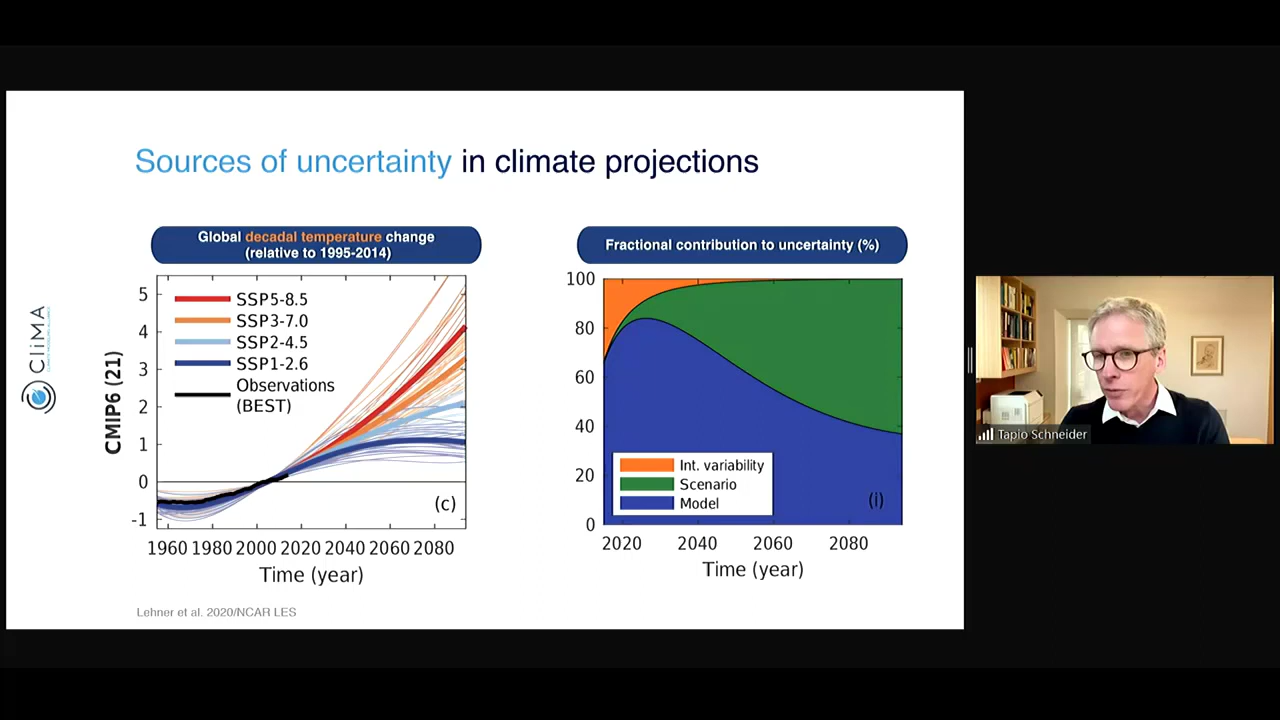 Sources of uncertainty in climate projections
Global decadal temperature change
(relative to 1995-2014)
5
4
3
2
1
0
-1
CMIP6 (21)
SSP5-8.5
SSP3-7.0
SSP2-4.5
SSP1-2.6
Observations
(BEST)
(c)
1960 1980 2000 2020 2040 2060 2080
Time (year)
Fractional contribution to uncertainty (%)
100
80
60
40
20
0
Int. variability
Scenario
Model
(i)
2020 2040 2060 2080
Time (year)
Lehner et al. 2020/NCAR LES
CliMA
Tapio Schneider